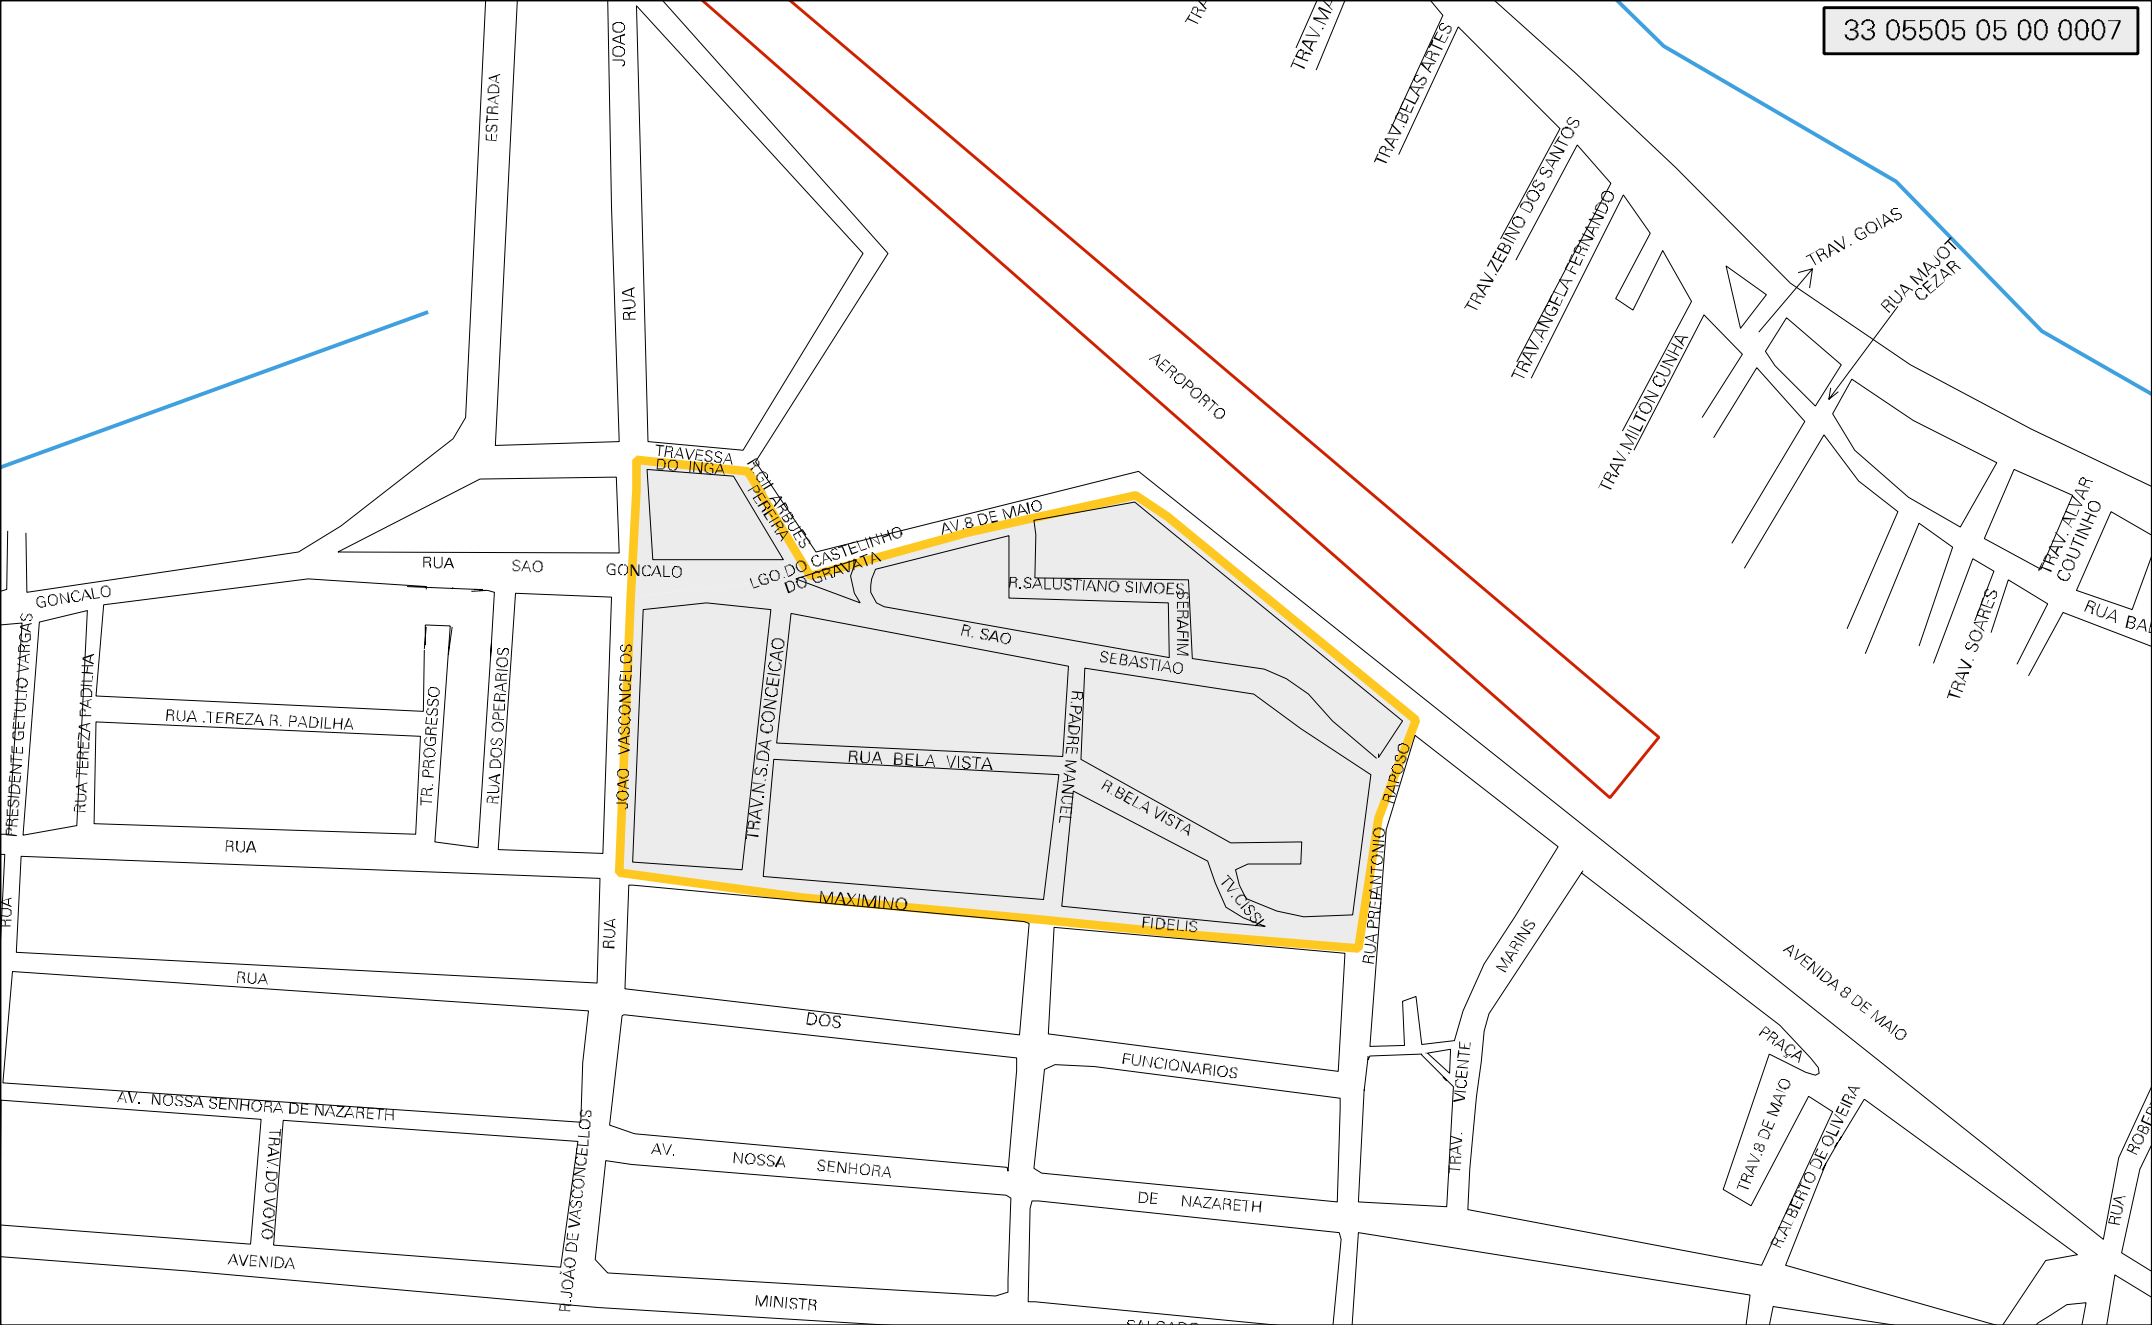 33 05505 05 00 0007
ESTRADA
JOAO
RUA
TRAV.BELAS ARTES
TRAV.ZEBINO DOS SANTOS
TRAV.ANGELA FERNANDO
TRAV.MILTON CUNHA
TRAV. GOIAS
RUA MAJOT
CEZAR
AEROPORTO
TRAVESSA
DO INGA
R.GIL ARBUES
PEREIRA
AV.8 DE MAIO
LGO.DO CASTELINHO
DO GRAVATA
RUA SAO GONCALO
GONCALO
R.SALUSTIANO SIMOES
SERAFIM
R. SAO
SEBASTIAO
TRAV. ALVAR
COUTINHO
RUA BAL
TRAV. SOARES
PRESIDENTE GETULIO VARGAS
RUA TEREZA PADILHA
RUA .TEREZA R. PADILHA
TR. PROGRESSO
RUA DOS OPERARIOS
JOAO VASCONCELOS
TRAV.N.S.DA CONCEICAO
RUA BELA VISTA
R.PADRE MANUEL
R.BELA VISTA
TV.CISSI
RAPOSO
RUA PREF.ANTONIO
RUA
MAXIMINO
FIDELIS
RUA
RUA
RUA
DOS
FUNCIONARIOS
MARINS
VICENTE
TRAV.
AVENIDA 8 DE MAIO
PRAÇA
TRAV.8 DE MAIO
R.ALBERTO DE OLIVEIRA
RUA
AV. NOSSA SENHORA DE NAZARETH
TRAV.DO VOVO
R.JOÃO DE VASCONCELLOS
AV. NOSSA SENHORA
DE NAZARETH
AVENIDA
MINISTR